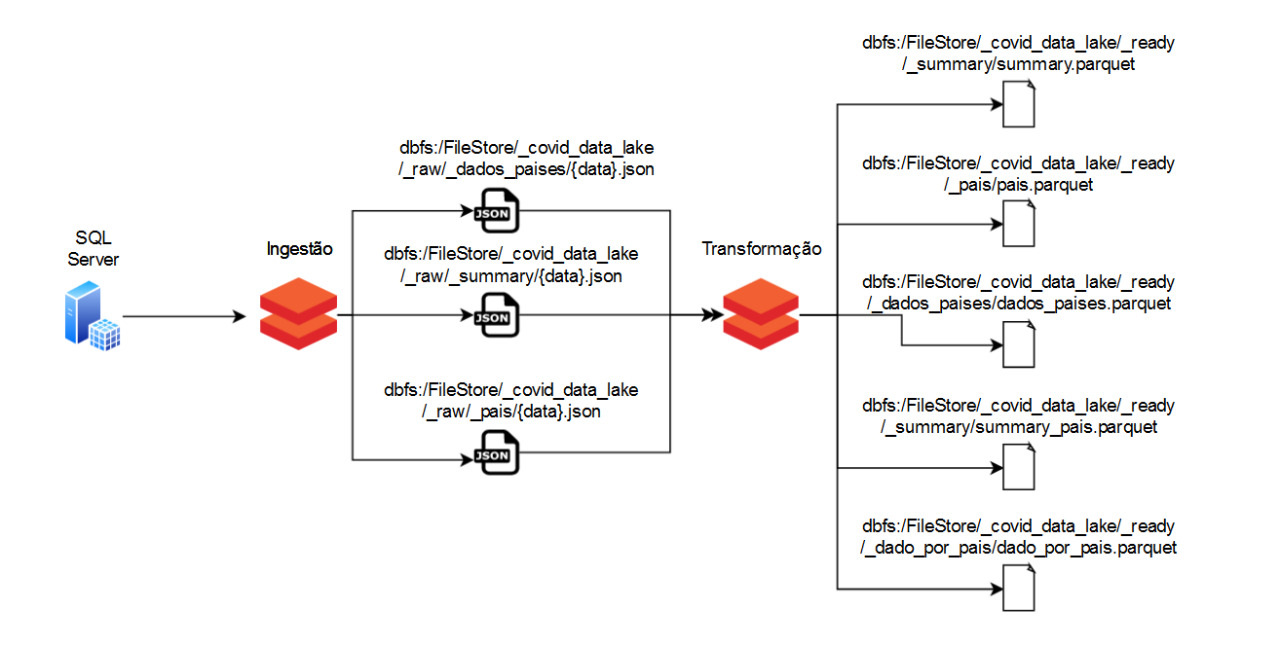 SQL
Server
Ingestão
dbfs:/FileStore/_covid_data_lake
/_raw/_dados_paises/{data}.json
JSON
dbfs:/FileStore/_covid_data_lake
/_raw/_summary/{data}.json
JSON
dbfs:/FileStore/_covid_data_lake
/_raw/_pais/{data}.json
JSON
Transformação
dbfs:/FileStore/_covid_data_lake/_ready
/_summary/summary.parquet
dbfs:/FileStore/_covid_data_lake/_ready
/_pais/pais.parquet
dbfs:/FileStore/_covid_data_lake/_ready
/_dados_paises/dados_paises.parquet
dbfs:/FileStore/_covid_data_lake/_ready
/_summary/summary_pais.parquet
dbfs:/FileStore/_covid_data_lake/_ready
/_dado_por_pais/dado_por_pais.parquet